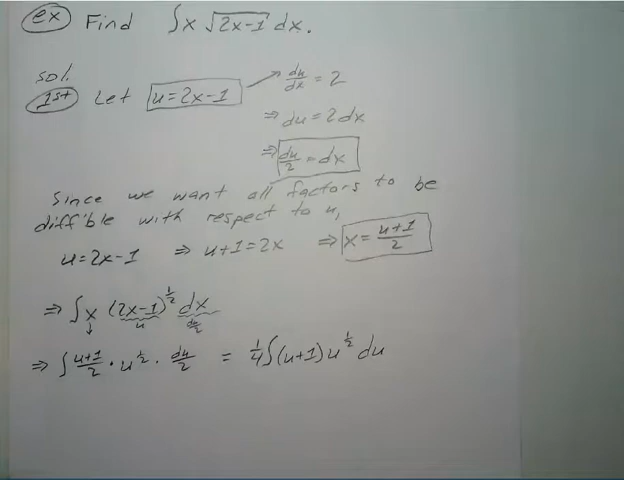 ex Find ∫x √2x-1 dx.
sol.
1st Let u=2x-1 → du/dx = 2
⇒ du = 2dx
⇒ du/2 = dx
Since we want all factors to be
diffible with respect to u,
u=2x-1 ⇒ u+1=2x ⇒ x = u+1/2
⇒ ∫x (2x-1)^1/2 dx
↓ u du/2
⇒ ∫ u+1/2 · u^1/2 · du/2 = 1/4 ∫(u+1)u^1/2 du